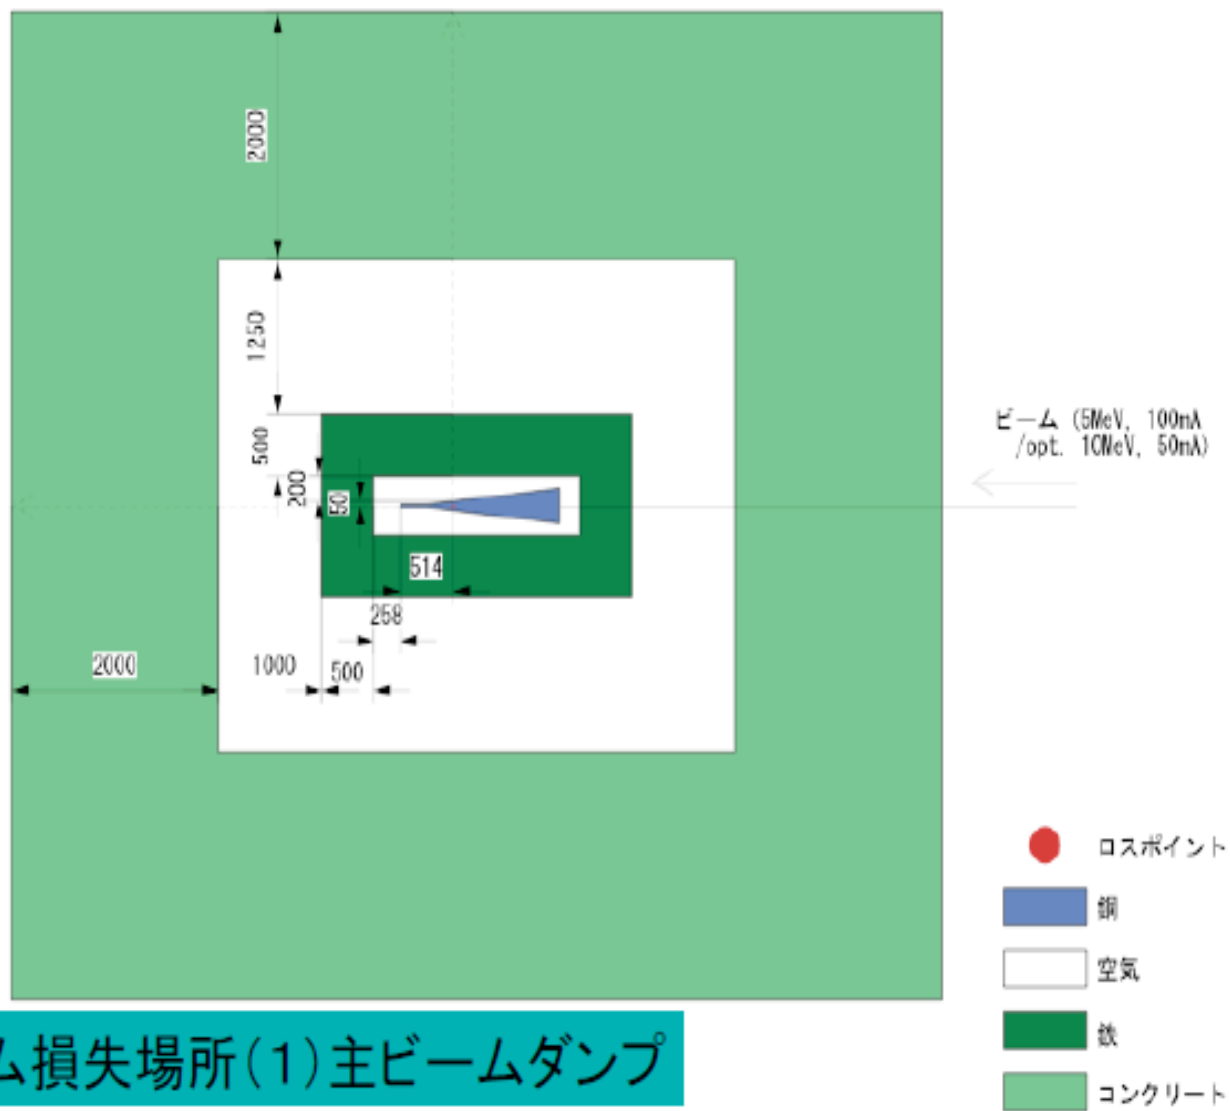 2000
1250
500
200
50
514
258
2000
1000
500
ビーム (5MeV, 100mA
/opt. 10MeV, 50mA)
ロスポイント
銅
空気
鉄
コンクリート
ム損失場所(1)主ビームダンプ